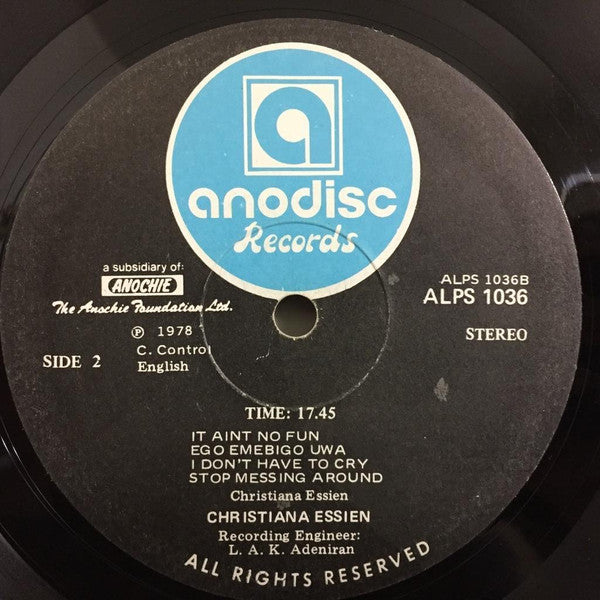 a
anodisc
Records
a subsidiary of:
ANOCHIE
The Anochie Foundation Ltd.
ALPS 1036B
ALPS 1036
Ⓟ 1978
STEREO
SIDE 2
C. Control
English
TIME: 17.45
IT AINT NO FUN
EGO EMEBIGO UWA
I DON'T HAVE TO CRY
STOP MESSING AROUND
Christiana Essien
CHRISTIANA ESSIEN
Recording Engineer:
L. A. K. Adeniran
ALL RIGHTS RESERVED